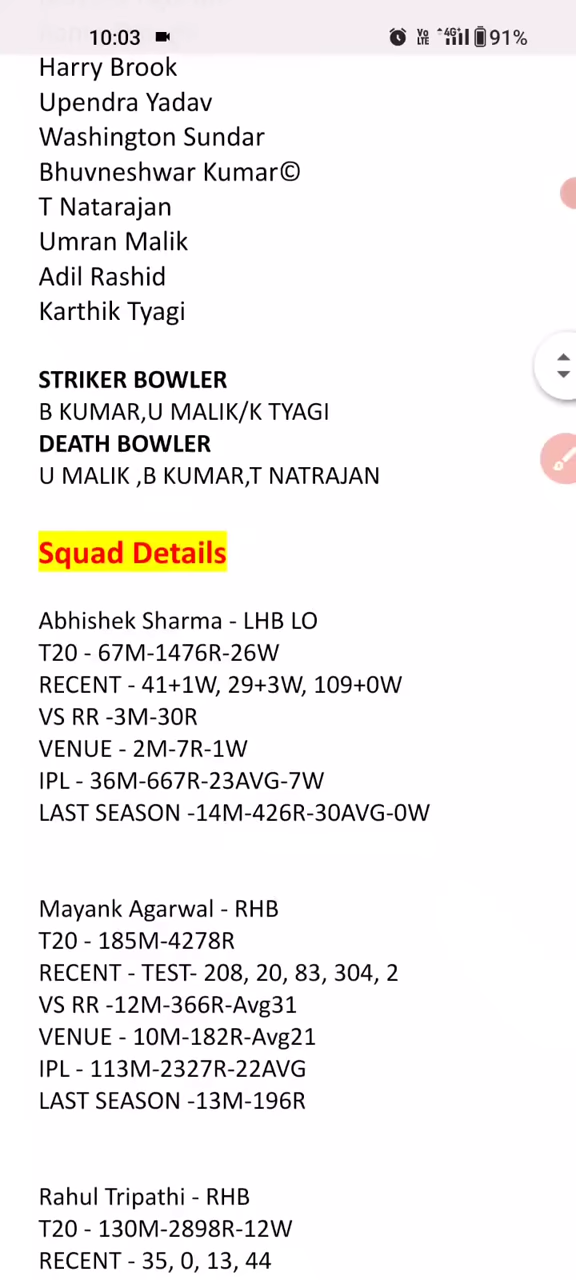 10:03
Vo LTE 4G+ 91%
Harry Brook
Upendra Yadav
Washington Sundar
Bhuvneshwar Kumar©
T Natarajan
Umran Malik
Adil Rashid
Karthik Tyagi
STRIKER BOWLER
B KUMAR,U MALIK/K TYAGI
DEATH BOWLER
U MALIK ,B KUMAR,T NATRAJAN
Squad Details
Abhishek Sharma - LHB LO
T20 - 67M-1476R-26W
RECENT - 41+1W, 29+3W, 109+0W
VS RR -3M-30R
VENUE - 2M-7R-1W
IPL - 36M-667R-23AVG-7W
LAST SEASON -14M-426R-30AVG-0W
Mayank Agarwal - RHB
T20 - 185M-4278R
RECENT - TEST- 208, 20, 83, 304, 2
VS RR -12M-366R-Avg31
VENUE - 10M-182R-Avg21
IPL - 113M-2327R-22AVG
LAST SEASON -13M-196R
Rahul Tripathi - RHB
T20 - 130M-2898R-12W
RECENT - 35, 0, 13, 44